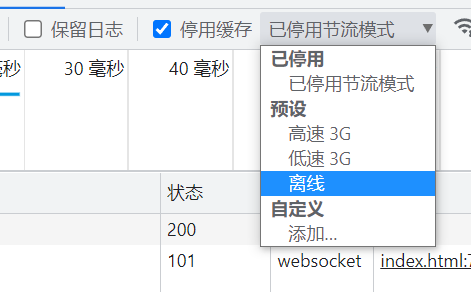 保留日志 停用缓存 已停用节流模式
毫秒 30 毫秒 40 毫秒
已停用
已停用节流模式
预设
高速 3G
低速 3G
离线
自定义
添加...
状态
200
101 websocket index.html:7